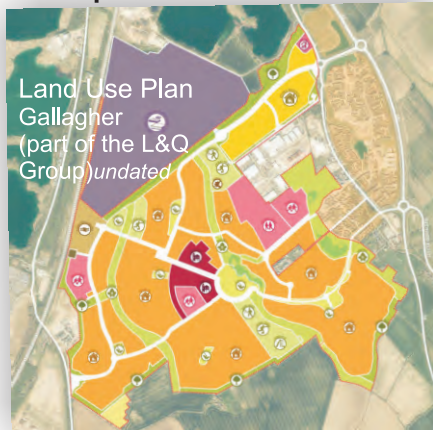 Land Use Plan
Gallagher
(part of the L&Q
Group)undated